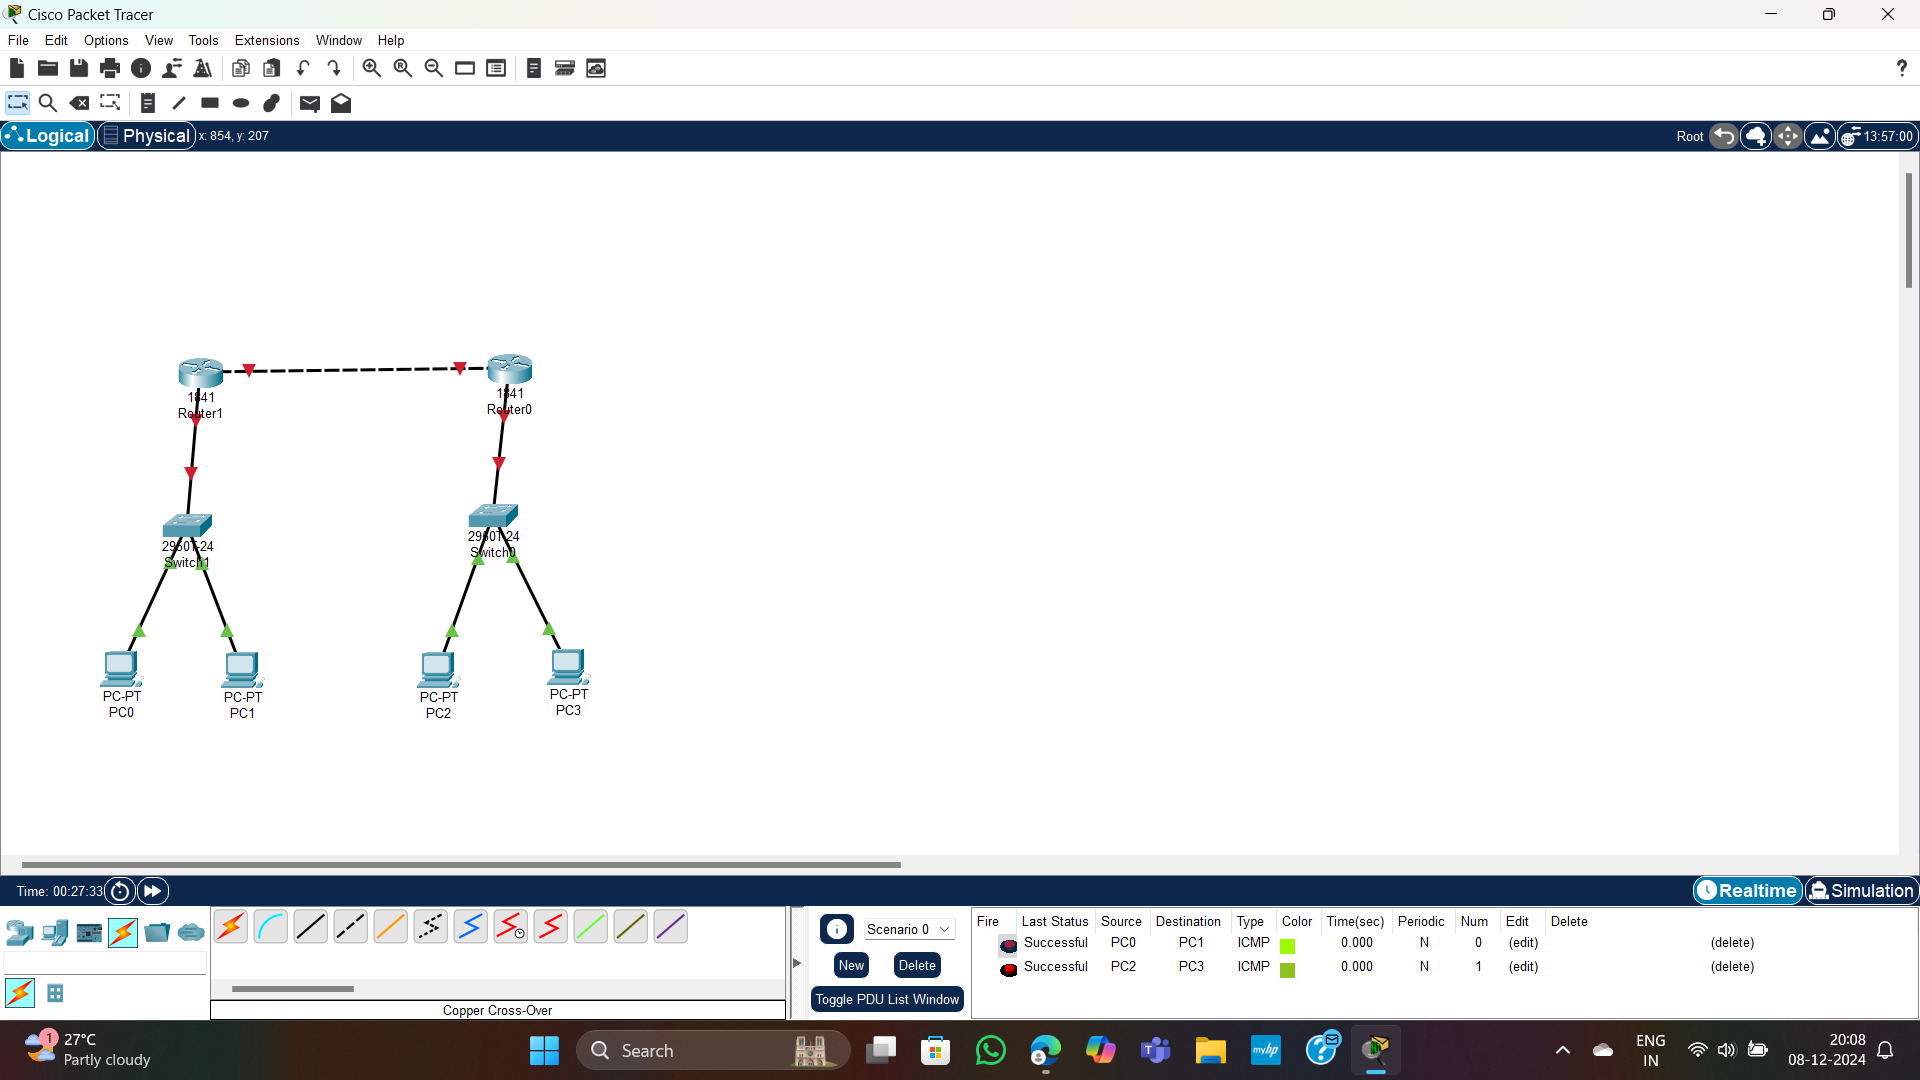 Cisco Packet Tracer
File Edit Options View Tools Extensions Window Help
?
Logical Physical x: 854, y: 207 Root 13:57:00
1841
Router1
1841
Router0
2950T-24
Switch1
2950T-24
Switch0
PC-PT
PC0
PC-PT
PC1
PC-PT
PC2
PC-PT
PC3
Time: 00:27:33 Realtime Simulation
Scenario 0
New Delete
Toggle PDU List Window
Copper Cross-Over
Fire Last Status Source Destination Type Color Time(sec) Periodic Num Edit Delete
Successful PC0 PC1 ICMP 0.000 N 0 (edit) (delete)
Successful PC2 PC3 ICMP 0.000 N 1 (edit) (delete)
1 27°C
Partly cloudy
Search
myhp
ENG
IN
20:08
08-12-2024